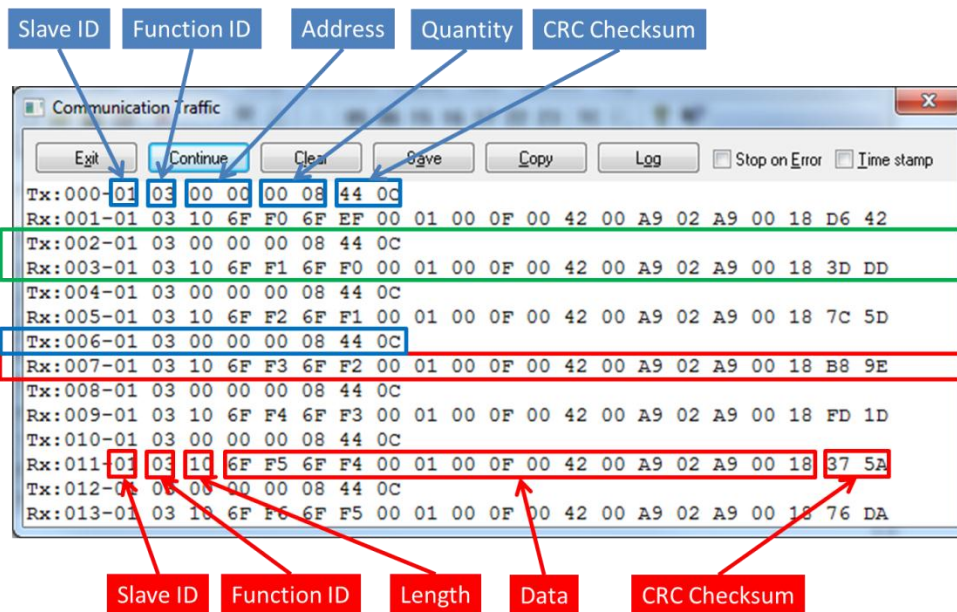 Slave ID Function ID Address Quantity CRC Checksum
Communication Traffic
Exit Continue Clear Save Copy Log Stop on Error Time stamp
Tx:000-01 03 00 00 00 08 44 0C
Rx:001-01 03 10 6F F0 6F EF 00 01 00 0F 00 42 00 A9 02 A9 00 18 D6 42
Tx:002-01 03 00 00 00 08 44 0C
Rx:003-01 03 10 6F F1 6F F0 00 01 00 0F 00 42 00 A9 02 A9 00 18 3D DD
Tx:004-01 03 00 00 00 08 44 0C
Rx:005-01 03 10 6F F2 6F F1 00 01 00 0F 00 42 00 A9 02 A9 00 18 7C 5D
Tx:006-01 03 00 00 00 08 44 0C
Rx:007-01 03 10 6F F3 6F F2 00 01 00 0F 00 42 00 A9 02 A9 00 18 B8 9E
Tx:008-01 03 00 00 00 08 44 0C
Rx:009-01 03 10 6F F4 6F F3 00 01 00 0F 00 42 00 A9 02 A9 00 18 FD 1D
Tx:010-01 03 00 00 00 08 44 0C
Rx:011-01 03 10 6F F5 6F F4 00 01 00 0F 00 42 00 A9 02 A9 00 18 37 5A
Tx:012-01 03 00 00 00 08 44 0C
Rx:013-01 03 10 6F F6 6F F5 00 01 00 0F 00 42 00 A9 02 A9 00 18 76 DA
Slave ID Function ID Length Data CRC Checksum